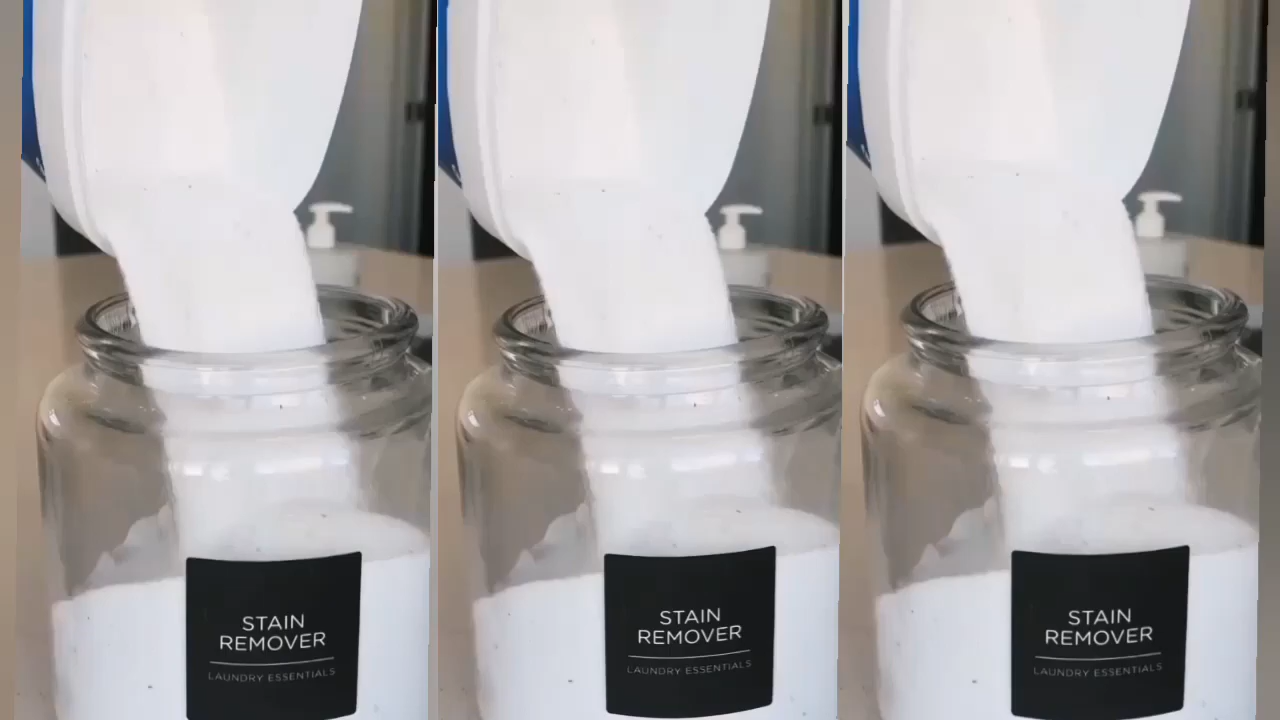 STAIN
REMOVER
LAUNDRY ESSENTIALS
STAIN
REMOVER
LAUNDRY ESSENTIALS
STAIN
REMOVER
LAUNDRY ESSENTIALS